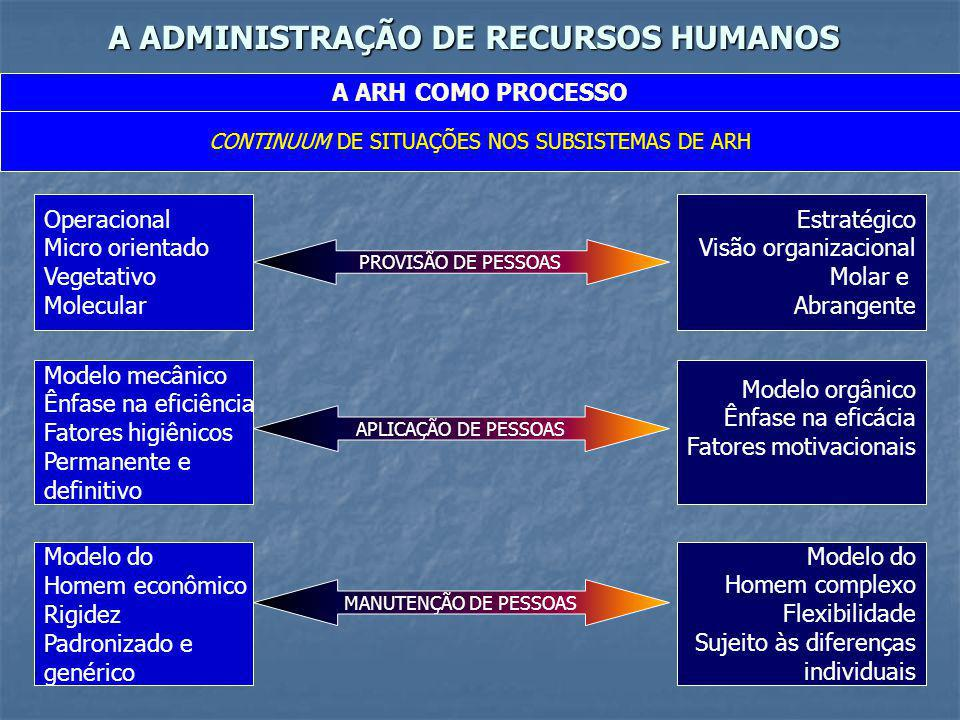 A ADMINISTRAÇÃO DE RECURSOS HUMANOS
A ARH COMO PROCESSO
CONTINUUM DE SITUAÇÕES NOS SUBSISTEMAS DE ARH
Operacional
Micro orientado
Vegetativo
Molecular
PROVISÃO DE PESSOAS
Estratégico
Visão organizacional
Molar e
Abrangente
Modelo mecânico
Ênfase na eficiência
Fatores higiênicos
Permanente e
definitivo
APLICAÇÃO DE PESSOAS
Modelo orgânico
Ênfase na eficácia
Fatores motivacionais
Modelo do
Homem econômico
Rigidez
Padronizado e
genérico
MANUTENÇÃO DE PESSOAS
Modelo do
Homem complexo
Flexibilidade
Sujeito às diferenças
individuais